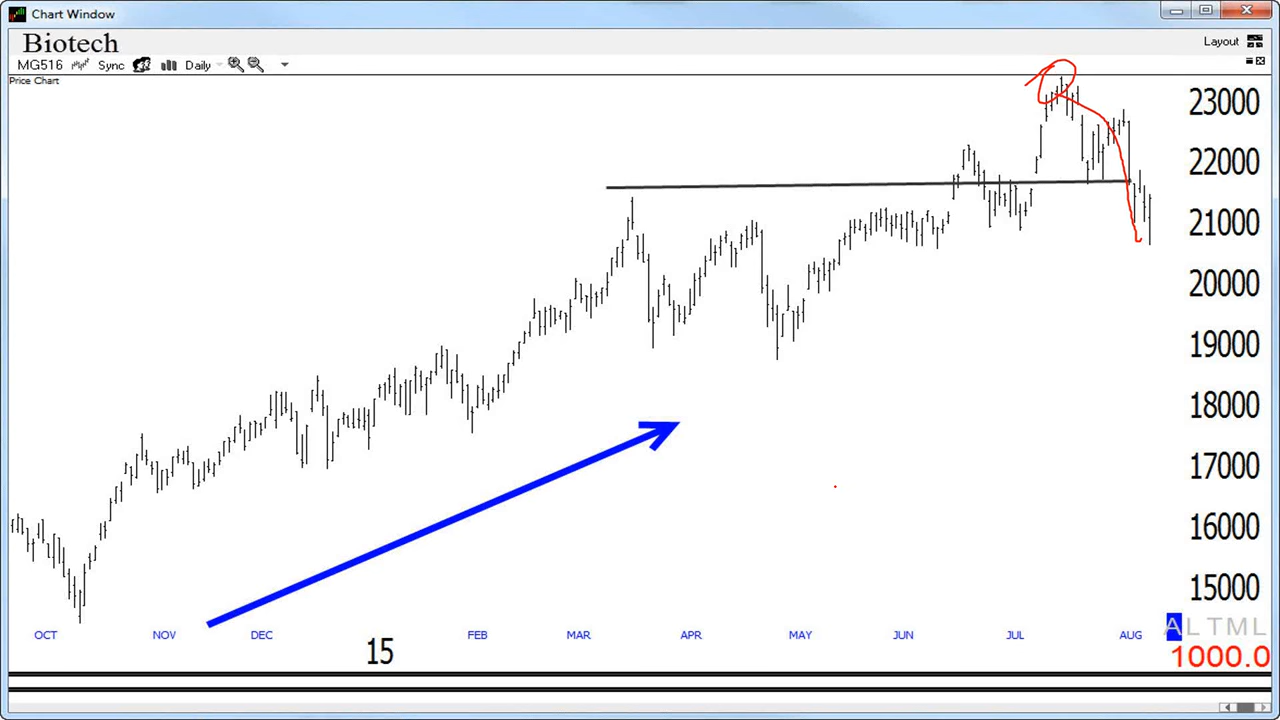 Chart Window
Biotech
Layout
MG516 Sync Daily
Price Chart
23000
22000
21000
20000
19000
18000
17000
16000
15000
OCT NOV DEC 15 FEB MAR APR MAY JUN JUL AUG
A L T M L
1000.0